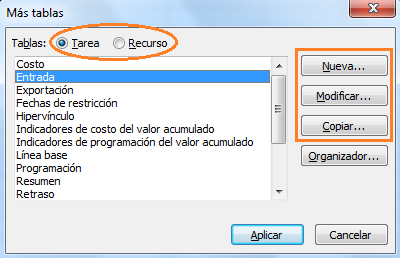 Más tablas
Tablas: Tarea Recurso
Costo
Entrada
Exportación
Fechas de restricción
Hipervínculo
Indicadores de costo del valor acumulado
Indicadores de programación del valor acumulado
Línea base
Programación
Resumen
Retraso
Nueva...
Modificar...
Copiar...
Organizador...
Aplicar
Cancelar